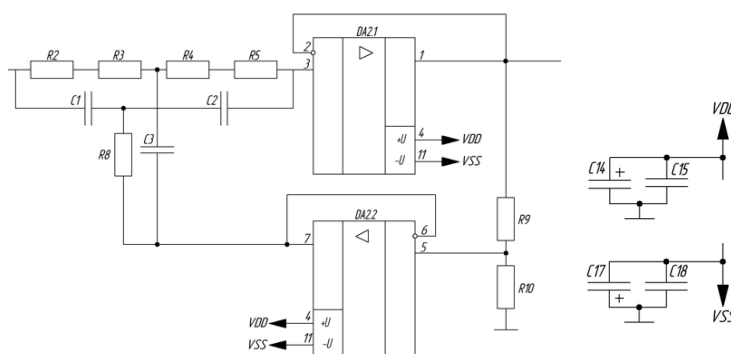 DA2.1
R2 R3 R4 R5
2
3
1
C1 C2
R8
C3
+U 4 VDD
-U 11 VSS
DA2.2
7
6
5
R9
R10
VDD 4 +U
VSS 11 -U
VDD
C14 + C15
C17 + C18
VSS